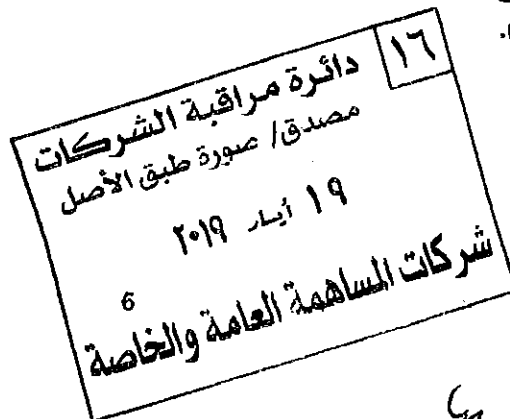 ١٦
دائرة مراقبة الشركات
مصدق/ صورة طبق الأصل
١٩ أيار ٢٠١٩
6
شركات المساهمة العامة والخاصة